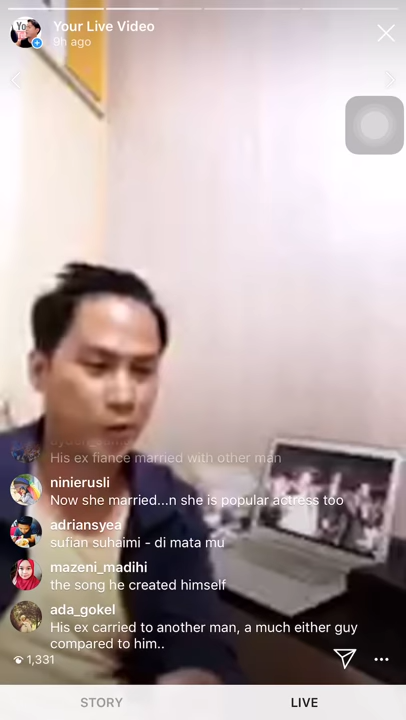 Yo
Your Live Video
9h ago
His ex fiance married with other man
ninierusli
Now she married...n she is popular actress too
adriansyea
sufian suhaimi - di mata mu
mazeni_madihi
the song he created himself
ada_gokel
His ex carried to another man, a much either guy
compared to him..
1,331
STORY
LIVE